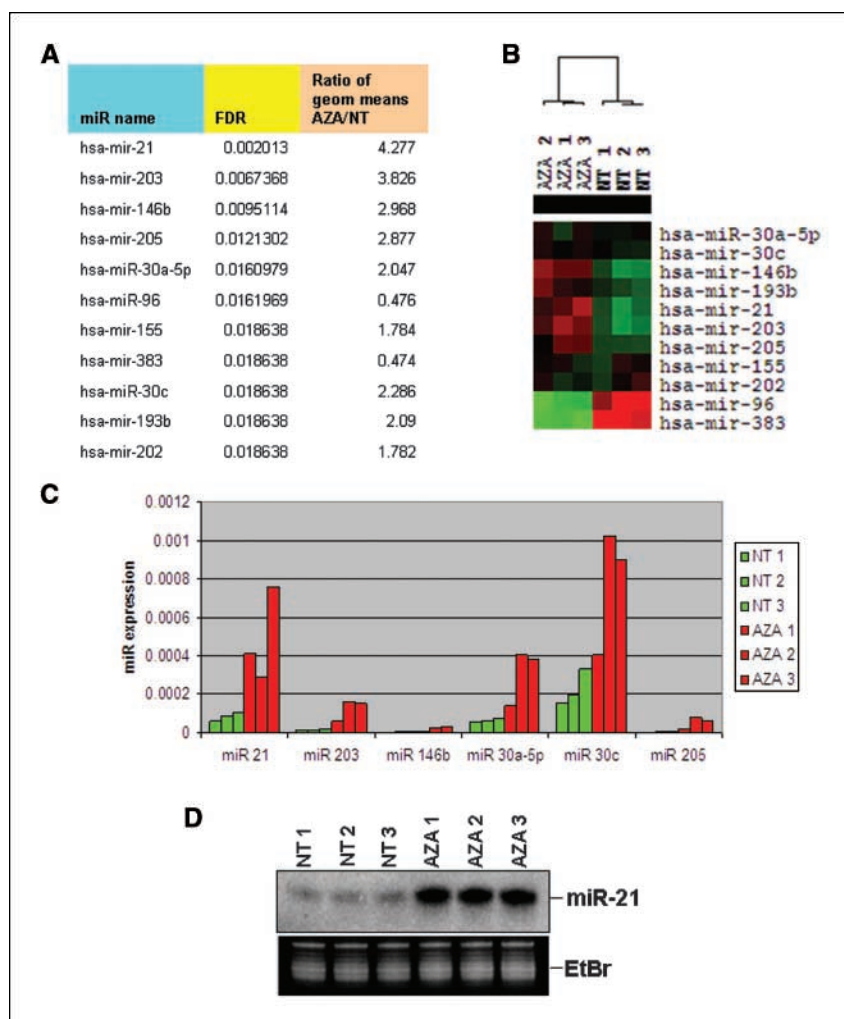 A
miR name FDR Ratio of geom means AZA/NT
hsa-mir-21 0.002013 4.277
hsa-mir-203 0.0067368 3.826
hsa-mir-146b 0.0095114 2.968
hsa-mir-205 0.0121302 2.877
hsa-miR-30a-5p 0.0160979 2.047
hsa-miR-96 0.0161969 0.476
hsa-mir-155 0.018638 1.784
hsa-mir-383 0.018638 0.474
hsa-miR-30c 0.018638 2.286
hsa-mir-193b 0.018638 2.09
hsa-mir-202 0.018638 1.782
B
AZA 2
AZA 1
AZA 3
NT 1
NT 2
NT 3
hsa-miR-30a-5p
hsa-mir-30c
hsa-mir-146b
hsa-mir-193b
hsa-mir-21
hsa-mir-203
hsa-mir-205
hsa-mir-155
hsa-mir-202
hsa-mir-96
hsa-mir-383
C
miR expression
0.0012
0.001
0.0008
0.0006
0.0004
0.0002
0
miR 21 miR 203 miR 146b miR 30a-5p miR 30c miR 205
NT 1
NT 2
NT 3
AZA 1
AZA 2
AZA 3
D
NT 1 NT 2 NT 3 AZA 1 AZA 2 AZA 3
miR-21
EtBr